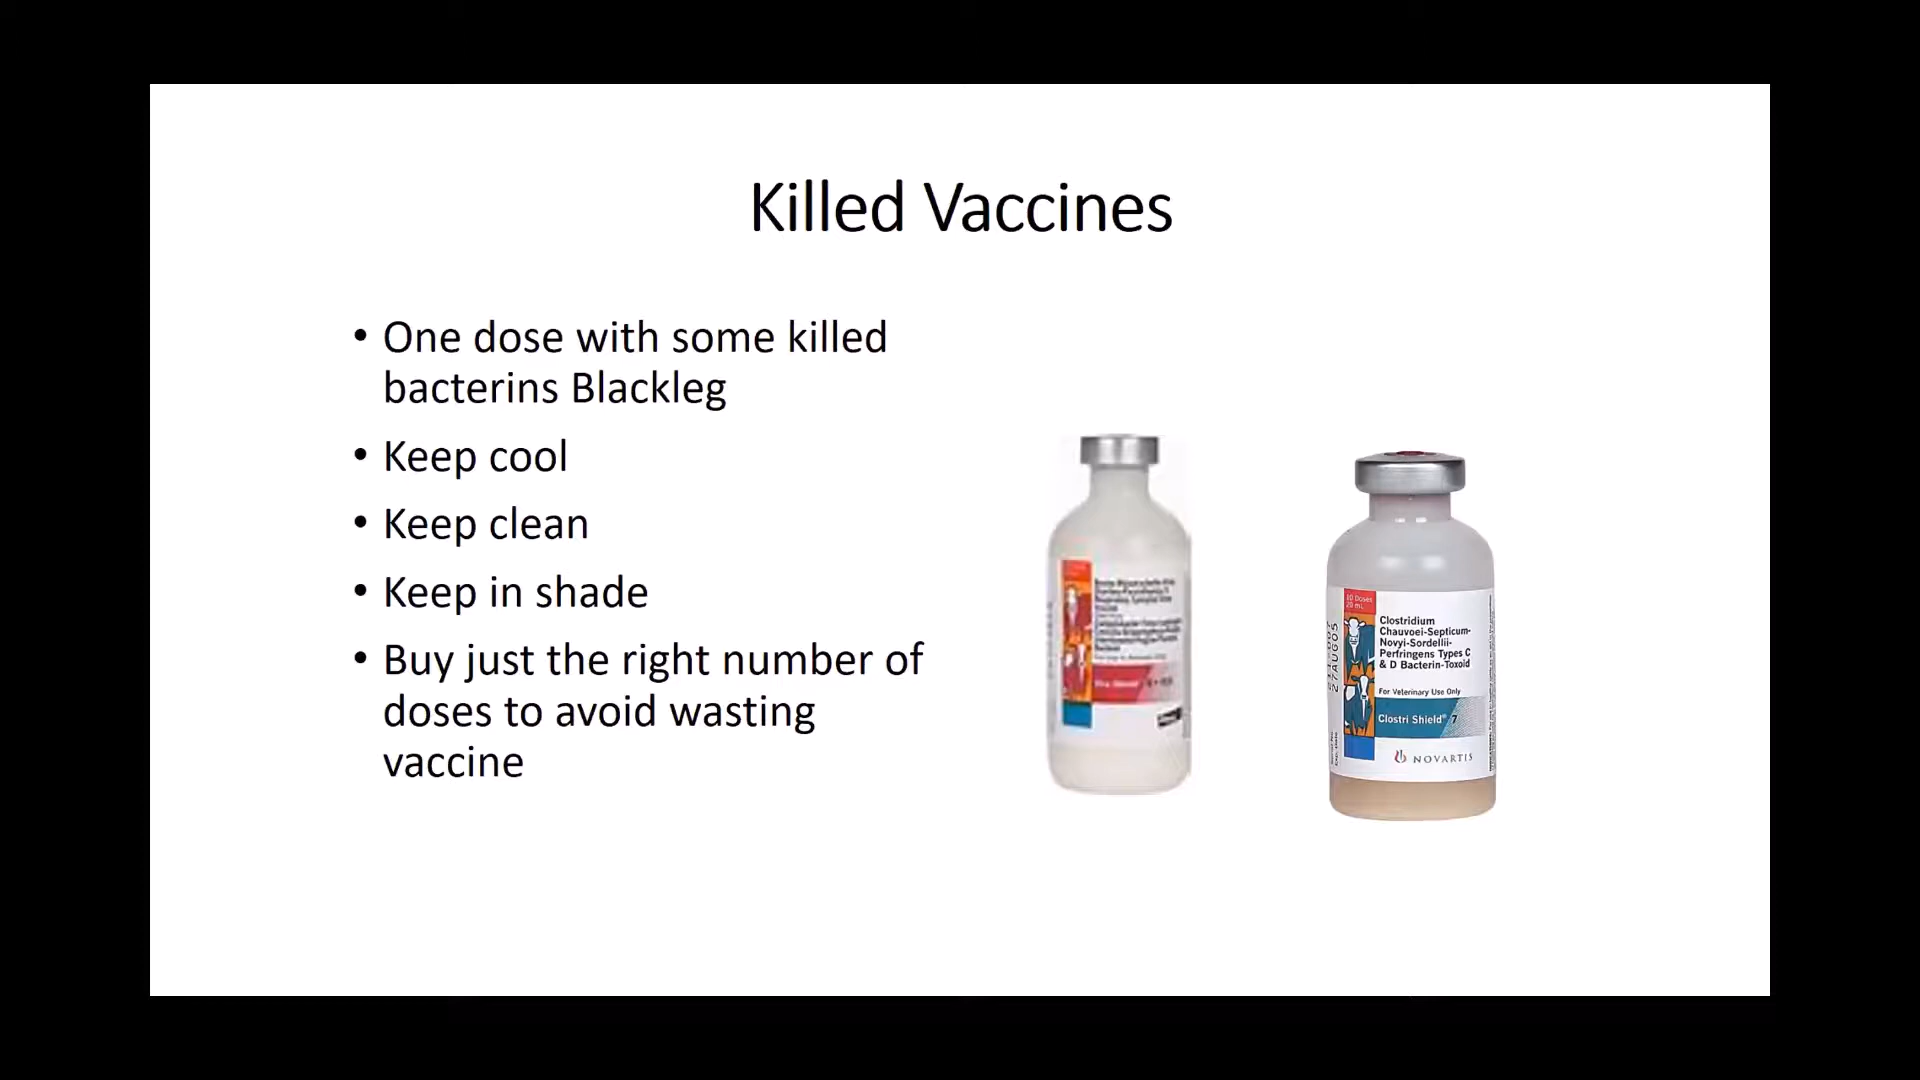 Killed Vaccines
• One dose with some killed
bacterins Blackleg
• Keep cool
• Keep clean
• Keep in shade
• Buy just the right number of
doses to avoid wasting
vaccine
10 Doses
20 mL
Clostridium
Chauvoei-Septicum-
Novyi-Sordellii-
Perfringens Types C
& D Bacterin-Toxoid
For Veterinary Use Only
Clostri Shield® 7
NOVARTIS
27AUG05